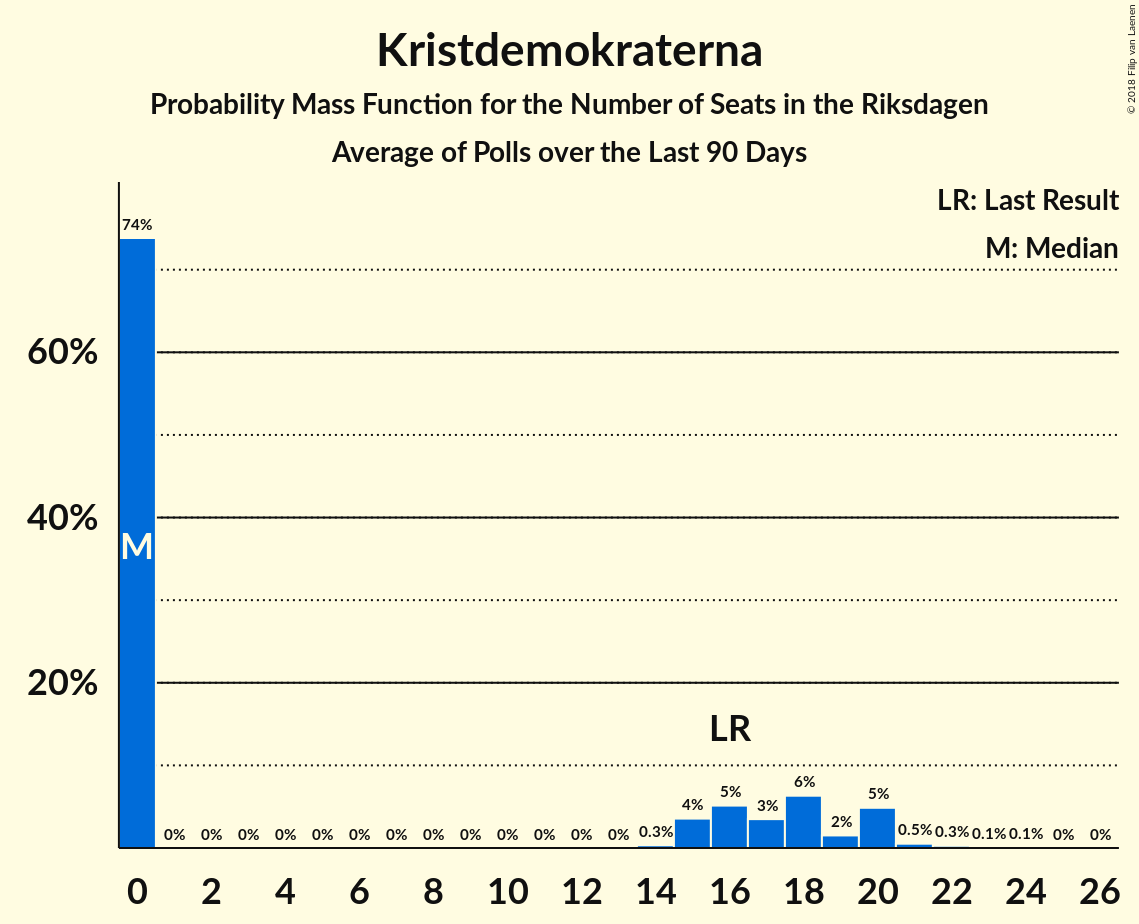 Kristdemokraterna
Probability Mass Function for the Number of Seats in the Riksdagen
Average of Polls over the Last 90 Days
© 2018 Filip van Laenen
LR: Last Result
M: Median
74%
60%
40%
M
20%
LR
0% 0% 0% 0% 0% 0% 0% 0% 0% 0% 0% 0% 0% 0.3% 4% 5% 3% 6% 2% 5% 0.5% 0.3% 0.1% 0.1% 0% 0%
0 2 4 6 8 10 12 14 16 18 20 22 24 26